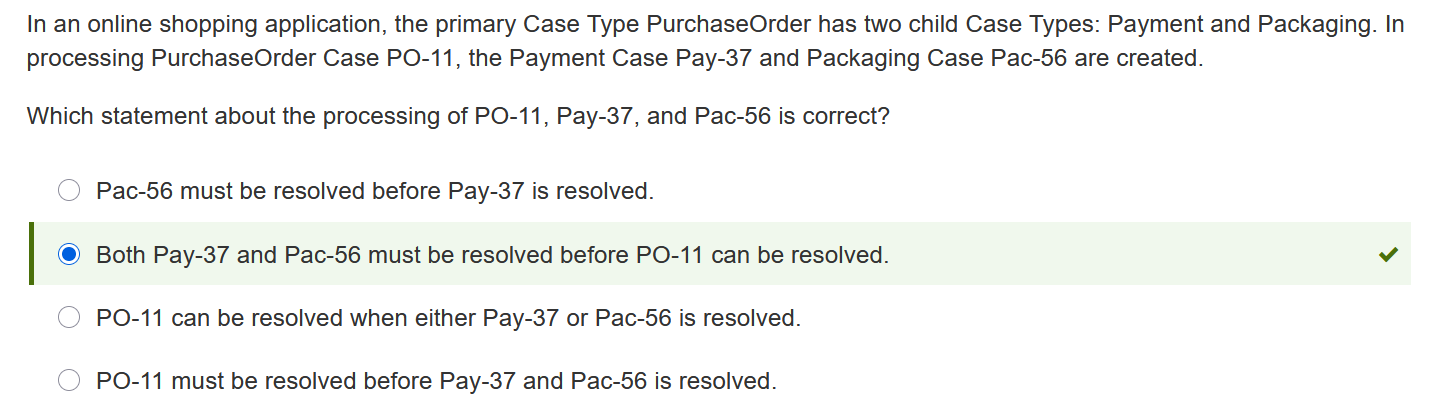 In an online shopping application, the primary Case Type PurchaseOrder has two child Case Types: Payment and Packaging. In
processing PurchaseOrder Case PO-11, the Payment Case Pay-37 and Packaging Case Pac-56 are created.
Which statement about the processing of PO-11, Pay-37, and Pac-56 is correct?
Pac-56 must be resolved before Pay-37 is resolved.
Both Pay-37 and Pac-56 must be resolved before PO-11 can be resolved.
PO-11 can be resolved when either Pay-37 or Pac-56 is resolved.
PO-11 must be resolved before Pay-37 and Pac-56 is resolved.